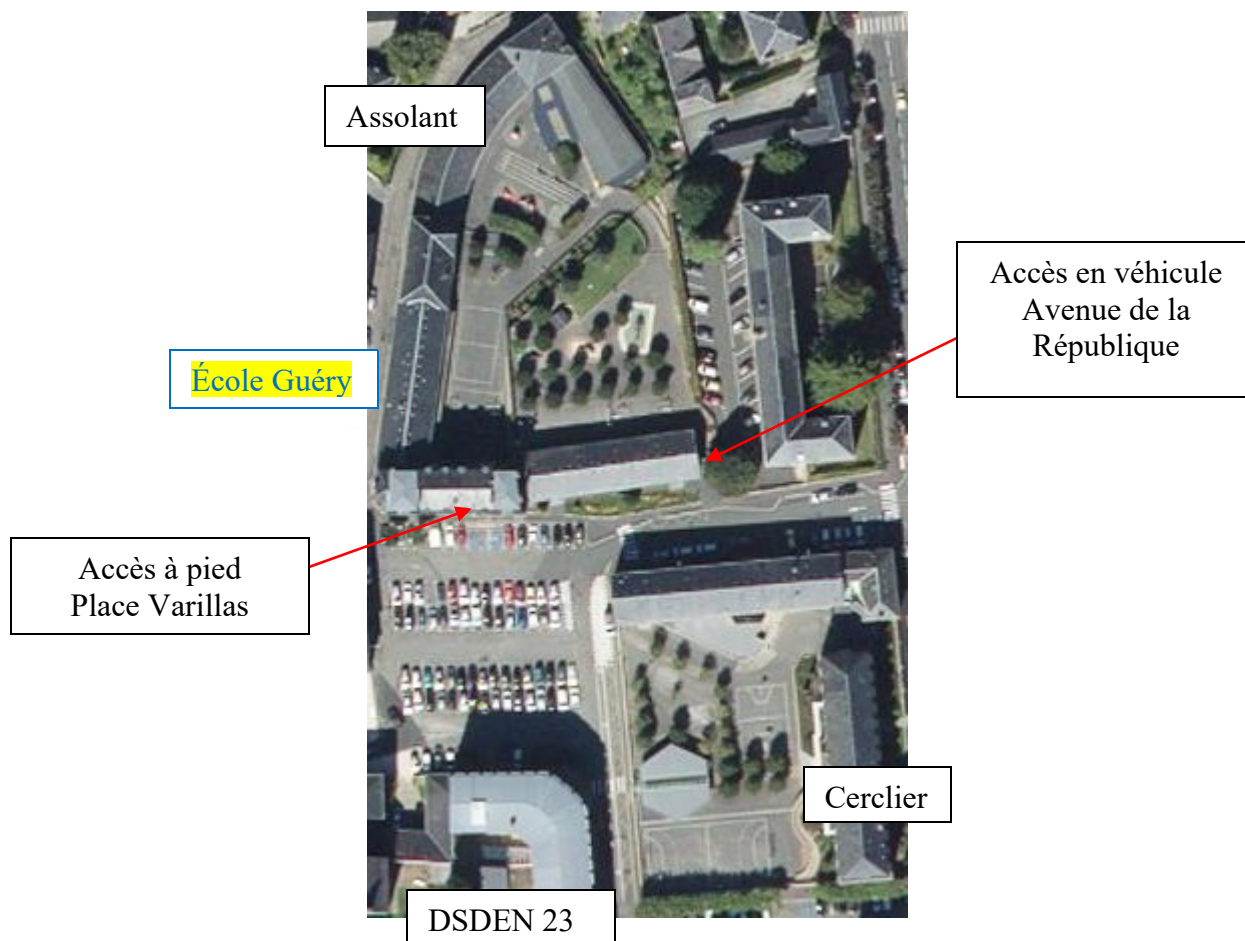 Assolant
Accès en véhicule
Avenue de la
République
École Guéry
Accès à pied
Place Varillas
Cerclier
DSDEN 23